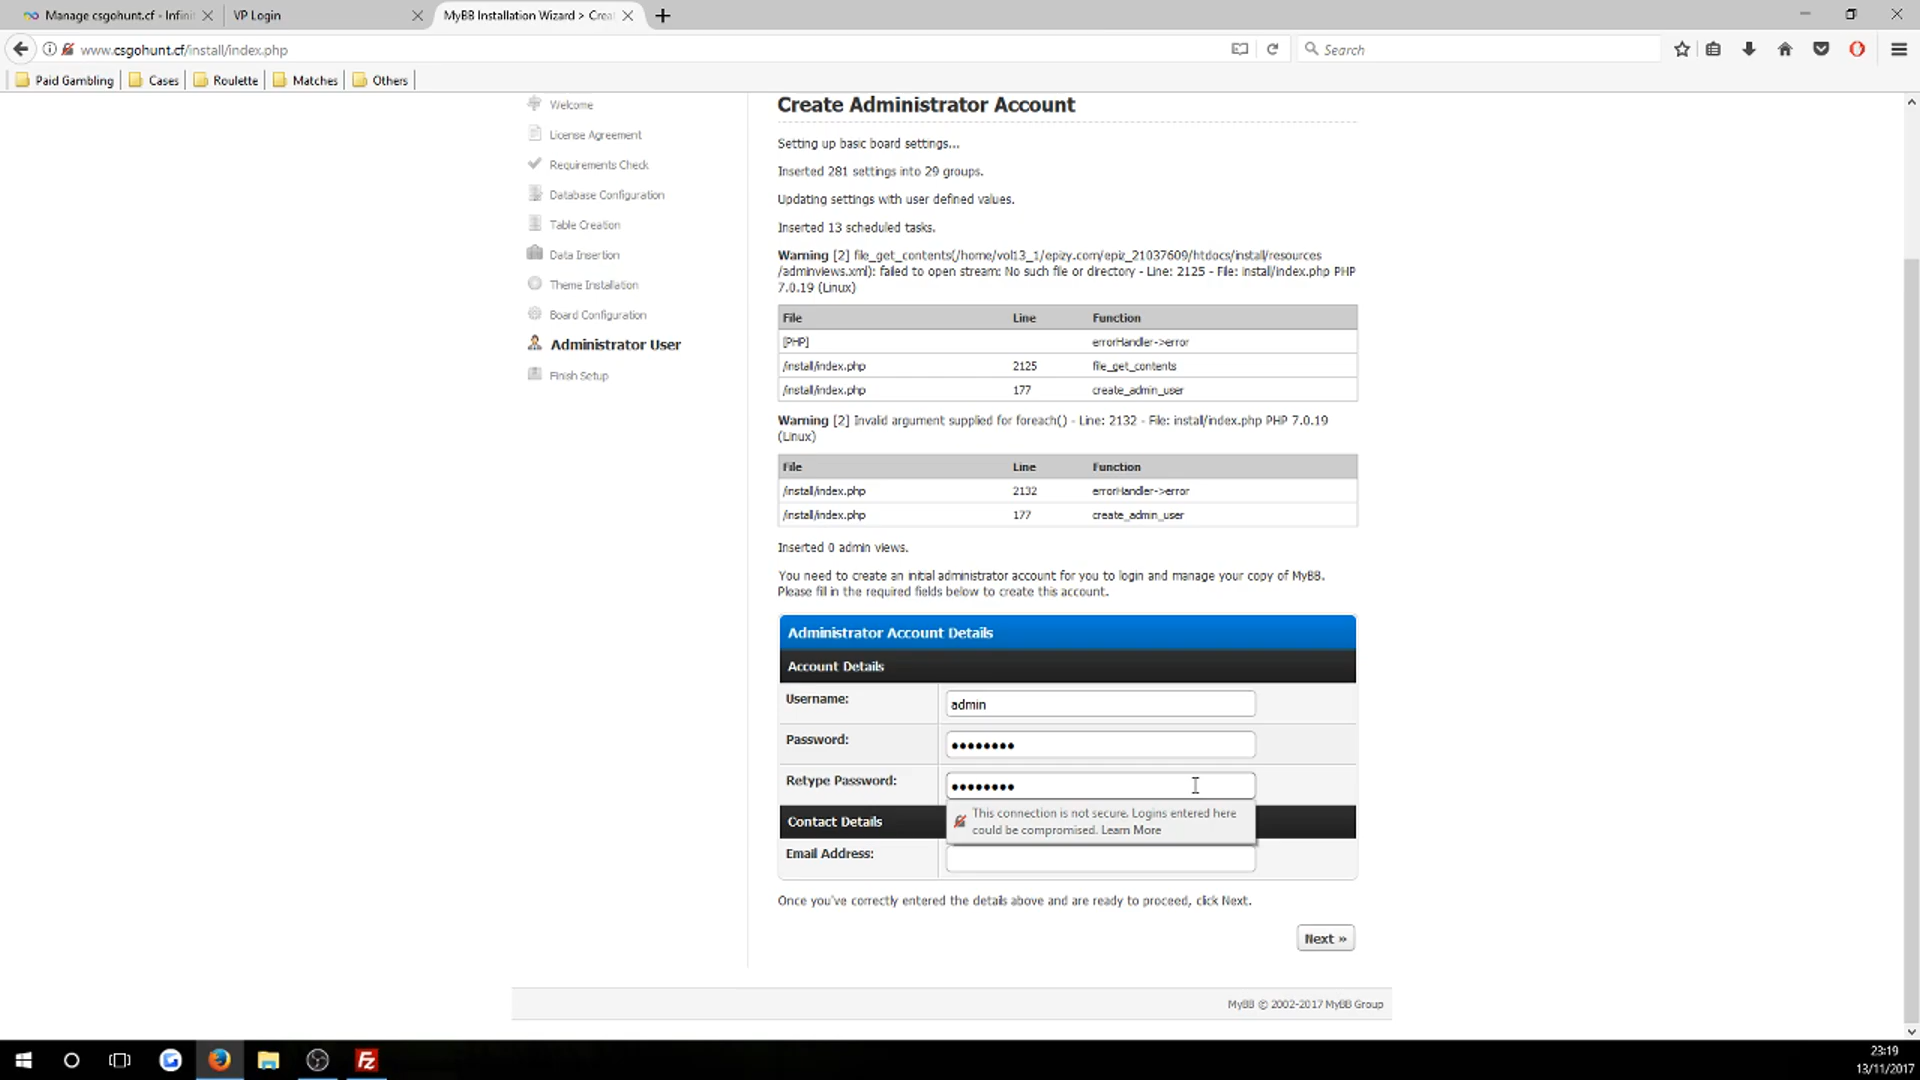 Manage csgohunt.cf - Infinit
VP Login
MyBB Installation Wizard > Crea
www.csgohunt.cf/install/index.php
Search
Paid Gambling
Cases
Roulette
Matches
Others
Welcome
License Agreement
Requirements Check
Database Configuration
Table Creation
Data Insertion
Theme Installation
Board Configuration
Administrator User
Finish Setup
Create Administrator Account
Setting up basic board settings...
Inserted 281 settings into 29 groups.
Updating settings with user defined values.
Inserted 13 scheduled tasks.
Warning [2] file_get_contents(/home/vol13_1/epizy.com/epiz_21037609/htdocs/install/resources
/adminviews.xml): failed to open stream: No such file or directory - Line: 2125 - File: install/index.php PHP
7.0.19 (Linux)
File Line Function
[PHP] errorHandler->error
/install/index.php 2125 file_get_contents
/install/index.php 177 create_admin_user
Warning [2] Invalid argument supplied for foreach() - Line: 2132 - File: install/index.php PHP 7.0.19
(Linux)
File Line Function
/install/index.php 2132 errorHandler->error
/install/index.php 177 create_admin_user
Inserted 0 admin views.
You need to create an initial administrator account for you to login and manage your copy of MyBB.
Please fill in the required fields below to create this account.
Administrator Account Details
Account Details
Username: admin
Password: ••••••••
Retype Password: ••••••••
This connection is not secure. Logins entered here
could be compromised. Learn More
Contact Details
Email Address:
Once you've correctly entered the details above and are ready to proceed, click Next.
Next »
MyBB © 2002-2017 MyBB Group
23:19
13/11/2017